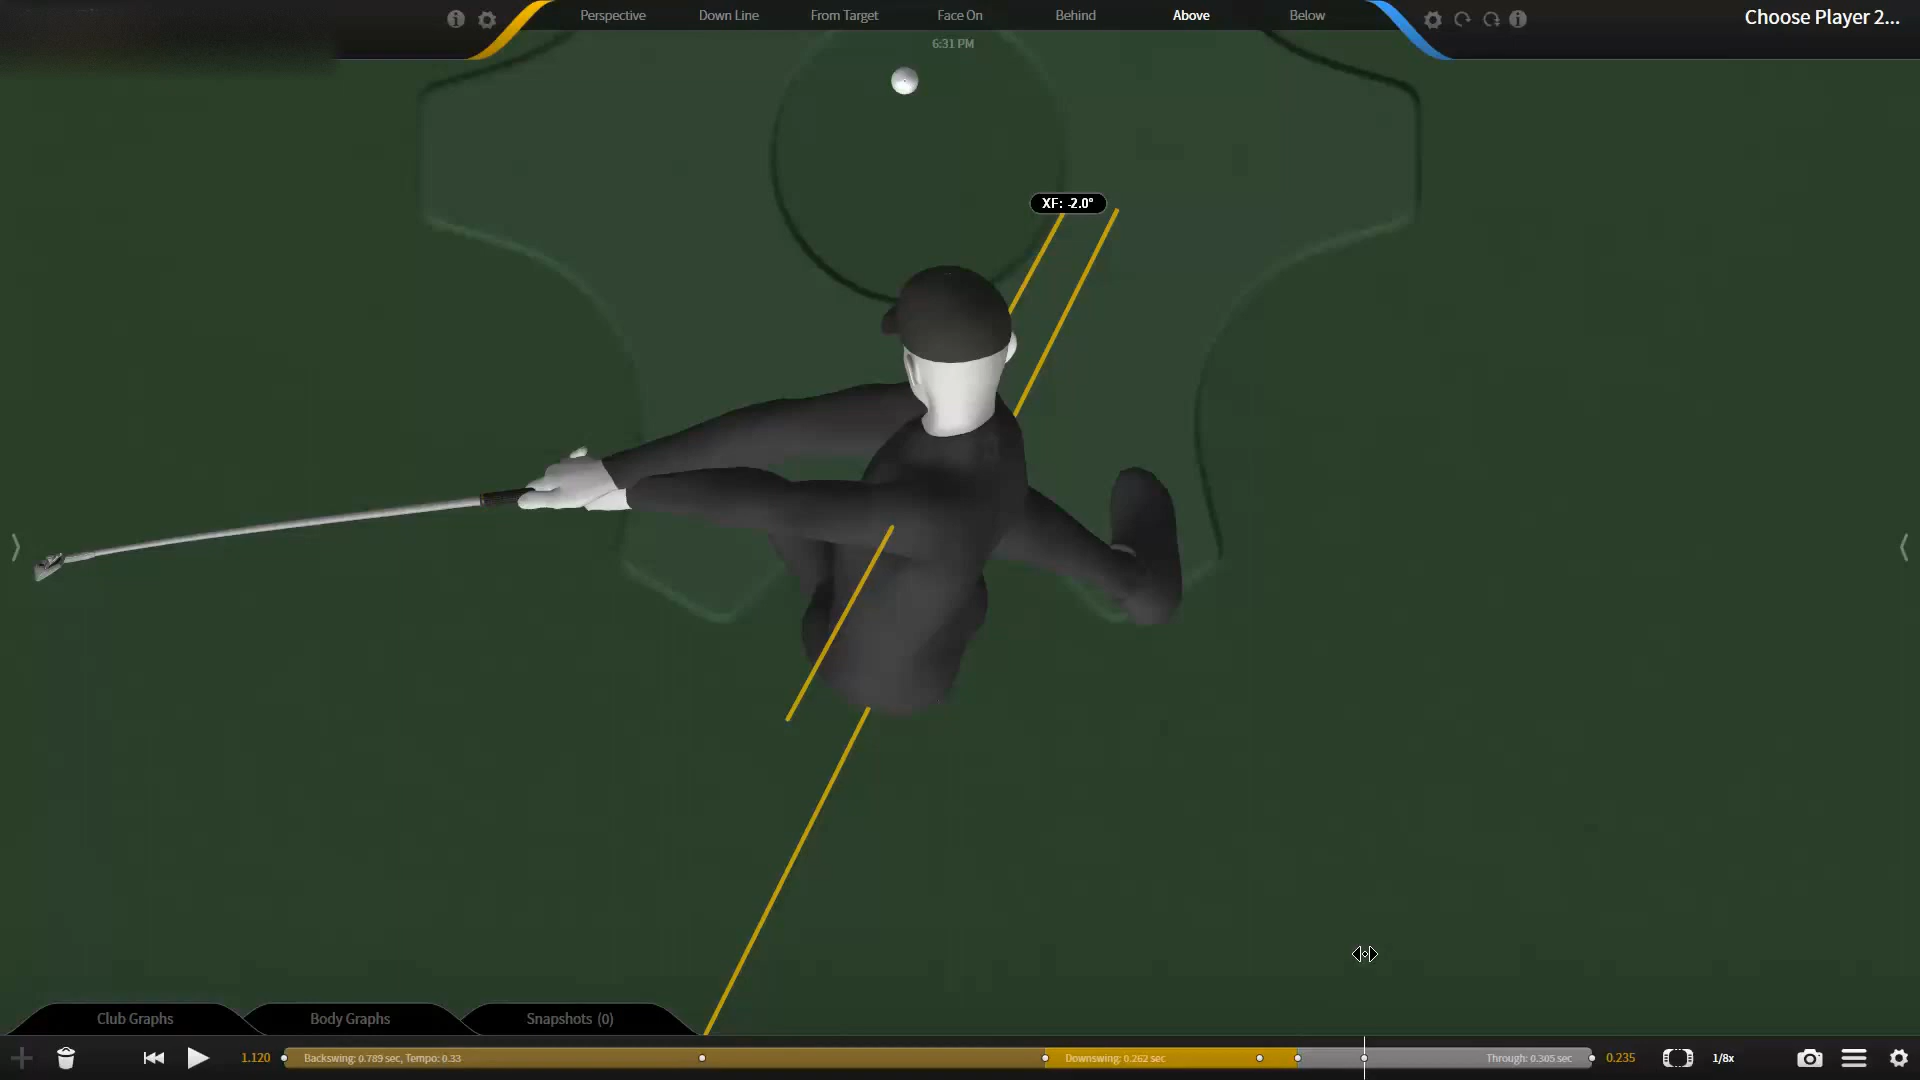 Perspective
Down Line
From Target
Face On
Behind
Above
Below
Choose Player 2...
6:31 PM
XF: -2.0°
Club Graphs
Body Graphs
Snapshots (0)
1.120
Backswing: 0.789 sec, Tempo: 0.33
Downswing: 0.262 sec
Through: 0.305 sec
0.235
1/8x